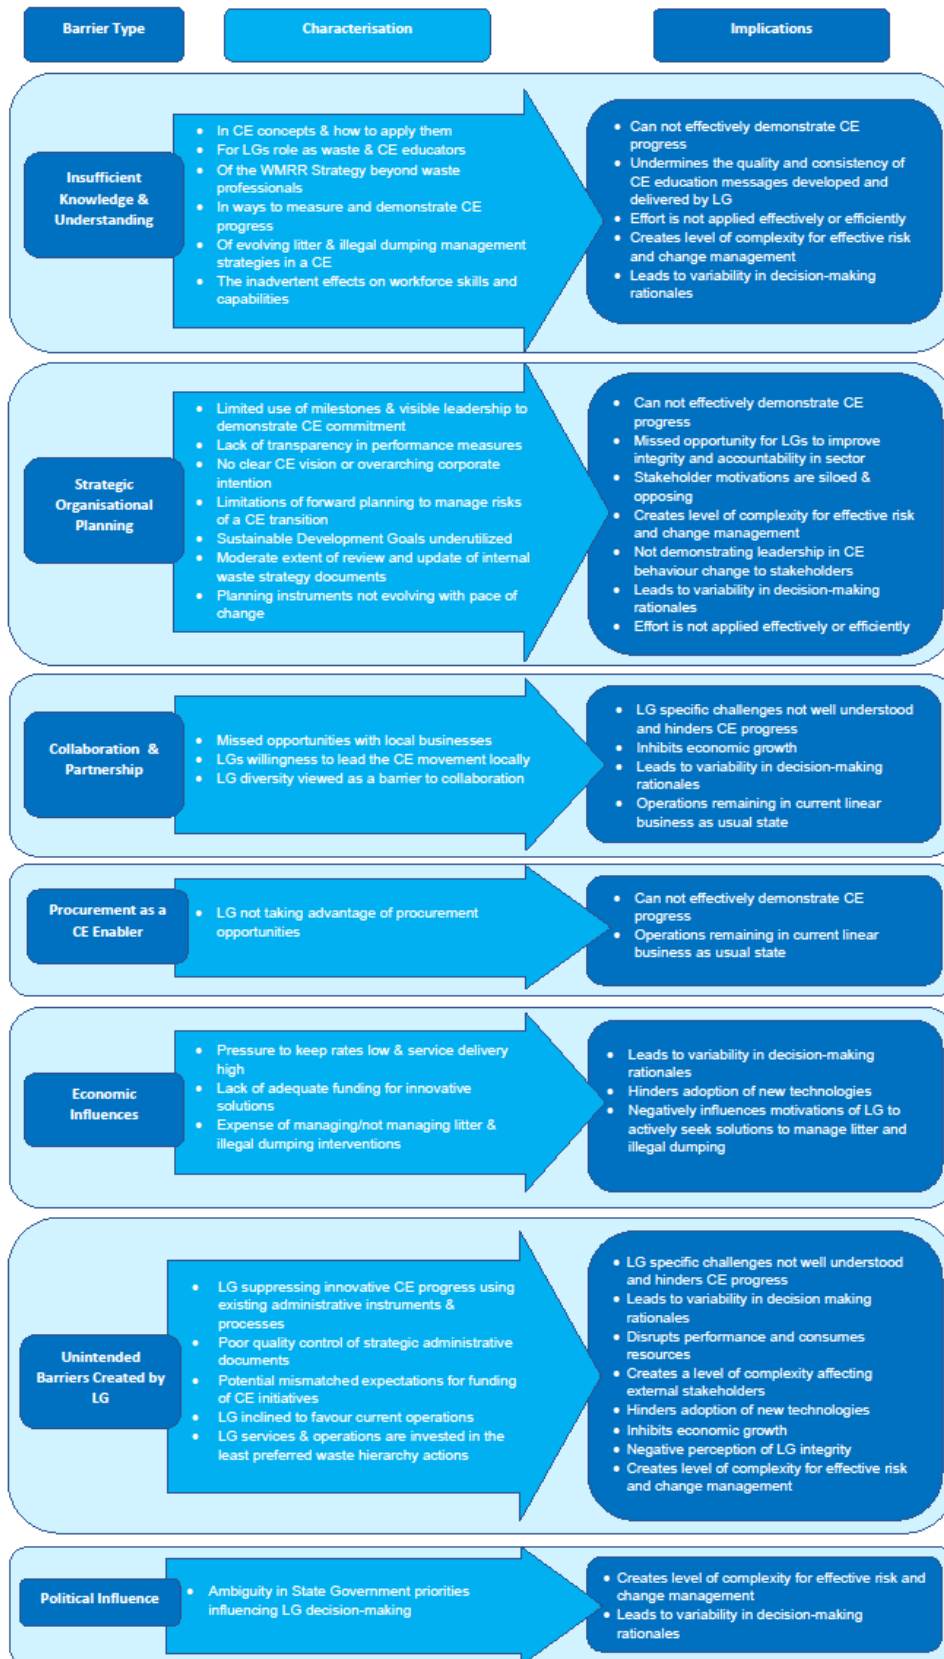 Barrier Type
Characterisation
Implications
Insufficient
Knowledge &
Understanding
• In CE concepts & how to apply them
• For LGs role as waste & CE educators
• Of the WMRR Strategy beyond waste
professionals
• In ways to measure and demonstrate CE
progress
• Of evolving litter & illegal dumping management
strategies in a CE
• The inadvertent effects on workforce skills and
capabilities
• Can not effectively demonstrate CE
progress
• Undermines the quality and consistency of
CE education messages developed and
delivered by LG
• Effort is not applied effectively or efficiently
• Creates level of complexity for effective risk
and change management
• Leads to variability in decision-making
rationales
Strategic
Organisational
Planning
• Limited use of milestones & visible leadership to
demonstrate CE commitment
• Lack of transparency in performance measures
• No clear CE vision or overarching corporate
intention
• Limitations of forward planning to manage risks
of a CE transition
• Sustainable Development Goals underutilized
• Moderate extent of review and update of internal
waste strategy documents
• Planning instruments not evolving with pace of
change
• Can not effectively demonstrate CE
progress
• Missed opportunity for LGs to improve
integrity and accountability in sector
• Stakeholder motivations are siloed &
opposing
• Creates level of complexity for effective risk
and change management
• Not demonstrating leadership in CE
behaviour change to stakeholders
• Leads to variability in decision-making
rationales
• Effort is not applied effectively or efficiently
Collaboration &
Partnership
• Missed opportunities with local businesses
• LGs willingness to lead the CE movement locally
• LG diversity viewed as a barrier to collaboration
• LG specific challenges not well understood
and hinders CE progress
• Inhibits economic growth
• Leads to variability in decision-making
rationales
• Operations remaining in current linear
business as usual state
Procurement as a
CE Enabler
• LG not taking advantage of procurement
opportunities
• Can not effectively demonstrate CE
progress
• Operations remaining in current linear
business as usual state
Economic
Influences
• Pressure to keep rates low & service delivery
high
• Lack of adequate funding for innovative
solutions
• Expense of managing/not managing litter &
illegal dumping interventions
• Leads to variability in decision-making
rationales
• Hinders adoption of new technologies
• Negatively influences motivations of LG to
actively seek solutions to manage litter and
illegal dumping
Unintended
Barriers Created by
LG
• LG suppressing innovative CE progress using
existing administrative instruments &
processes
• Poor quality control of strategic administrative
documents
• Potential mismatched expectations for funding
of CE initiatives
• LG inclined to favour current operations
• LG services & operations are invested in the
least preferred waste hierarchy actions
• LG specific challenges not well understood
and hinders CE progress
• Leads to variability in decision making
rationales
• Disrupts performance and consumes
resources
• Creates a level of complexity affecting
external stakeholders
• Hinders adoption of new technologies
• Inhibits economic growth
• Negative perception of LG integrity
• Creates level of complexity for effective risk
and change management
Political Influence
• Ambiguity in State Government priorities
influencing LG decision-making
• Creates level of complexity for effective risk and
change management
• Leads to variability in decision-making
rationales